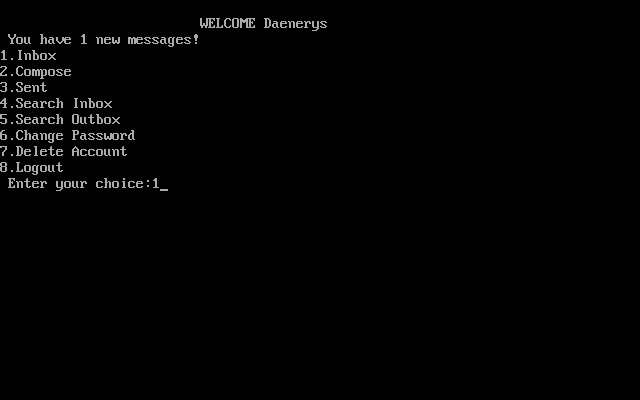 WELCOME Daenerys
You have 1 new messages!
1.Inbox
2.Compose
3.Sent
4.Search Inbox
5.Search Outbox
6.Change Password
7.Delete Account
8.Logout
Enter your choice:1_